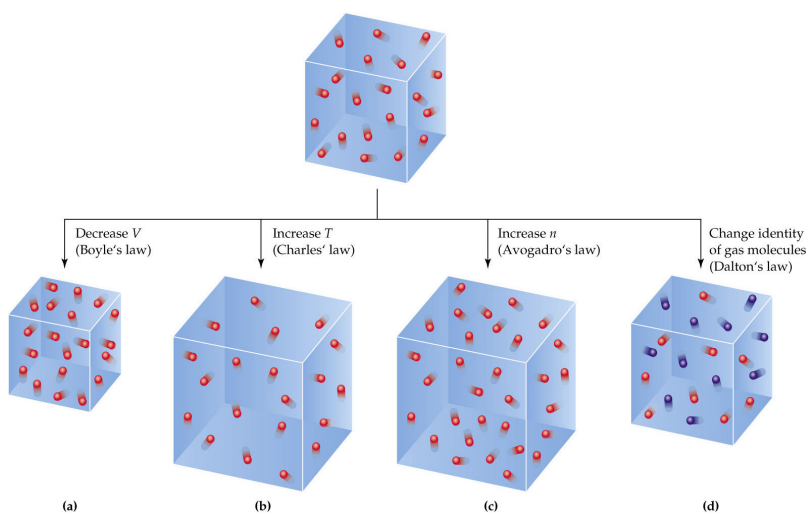 Decrease V
(Boyle‘s law)
Increase T
(Charles‘ law)
Increase n
(Avogadro‘s law)
Change identity
of gas molecules
(Dalton‘s law)
(a)
(b)
(c)
(d)